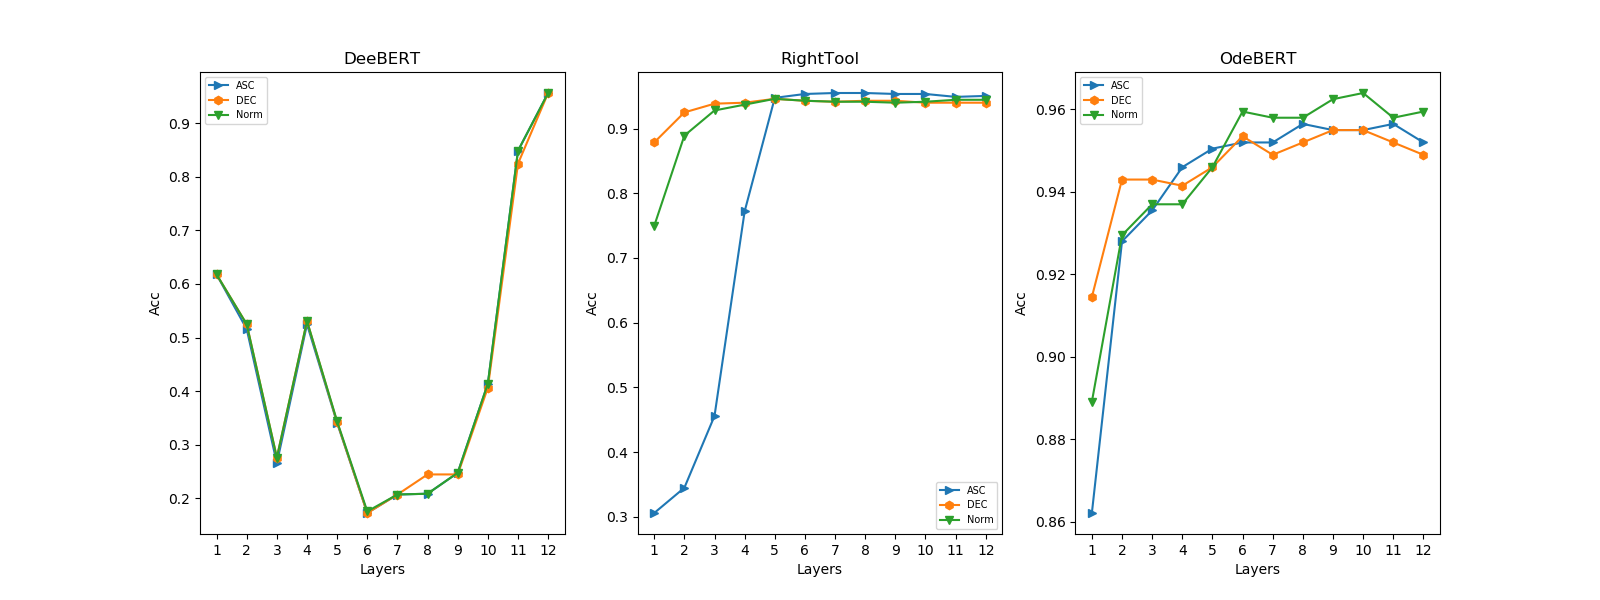 DeeBERT
ASC
DEC
Norm
Acc
0.9
0.8
0.7
0.6
0.5
0.4
0.3
0.2
1 2 3 4 5 6 7 8 9 10 11 12
Layers
RightTool
Acc
0.9
0.8
0.7
0.6
0.5
0.4
0.3
ASC
DEC
Norm
1 2 3 4 5 6 7 8 9 10 11 12
Layers
OdeBERT
ASC
DEC
Norm
Acc
0.96
0.94
0.92
0.90
0.88
0.86
1 2 3 4 5 6 7 8 9 10 11 12
Layers